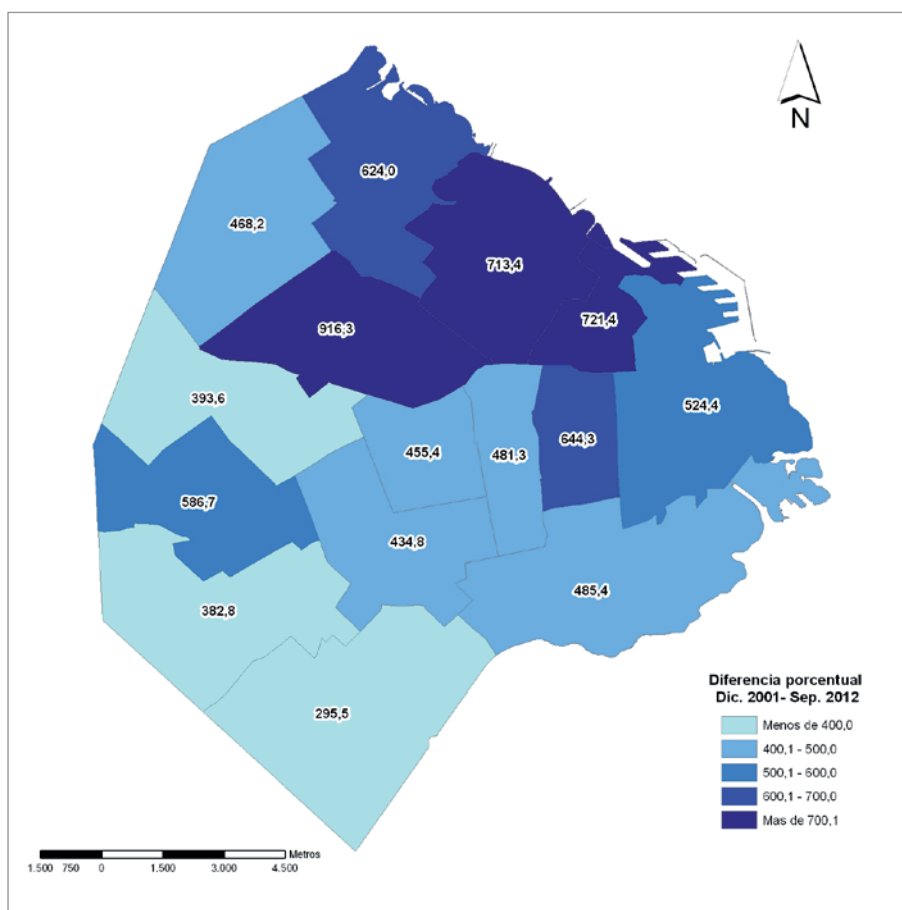 N
624,0
468,2
713,4
721,4
916,3
393,6
524,4
455,4
481,3
644,3
586,7
434,8
485,4
382,8
295,5
Diferencia porcentual
Dic. 2001- Sep. 2012
Menos de 400,0
400,1 - 500,0
500,1 - 600,0
600,1 - 700,0
Mas de 700,1
Metros
1.500 750 0 1.500 3.000 4.500